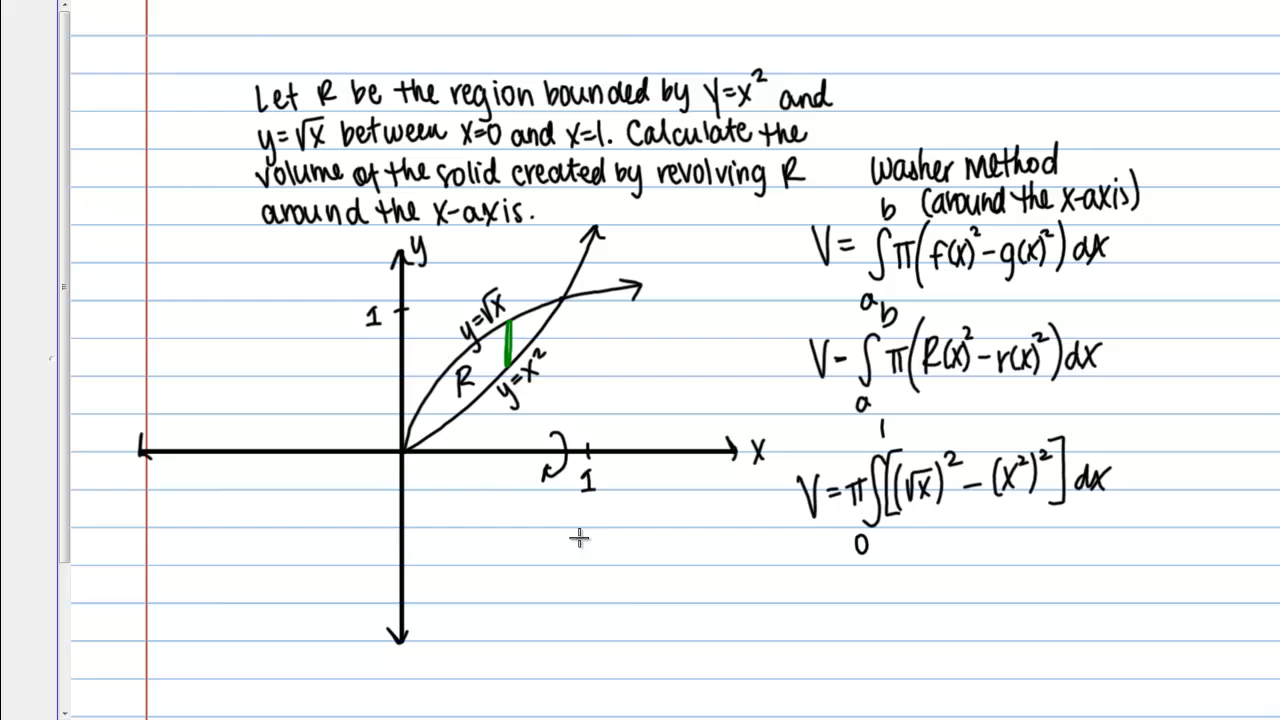 Let R be the region bounded by y=x² and
y=√x between x=0 and x=1. Calculate the
volume of the solid created by revolving R
around the x-axis.
Washer Method
(around the x-axis)
V = ∫ₐᵇ π(f(x)² - g(x)²) dx
V = ∫ₐᵇ π(R(x)² - r(x)²) dx
V = π∫₀¹ [(√x)² - (x²)²] dx
y
1
y=√x
R
y=x²
x
1